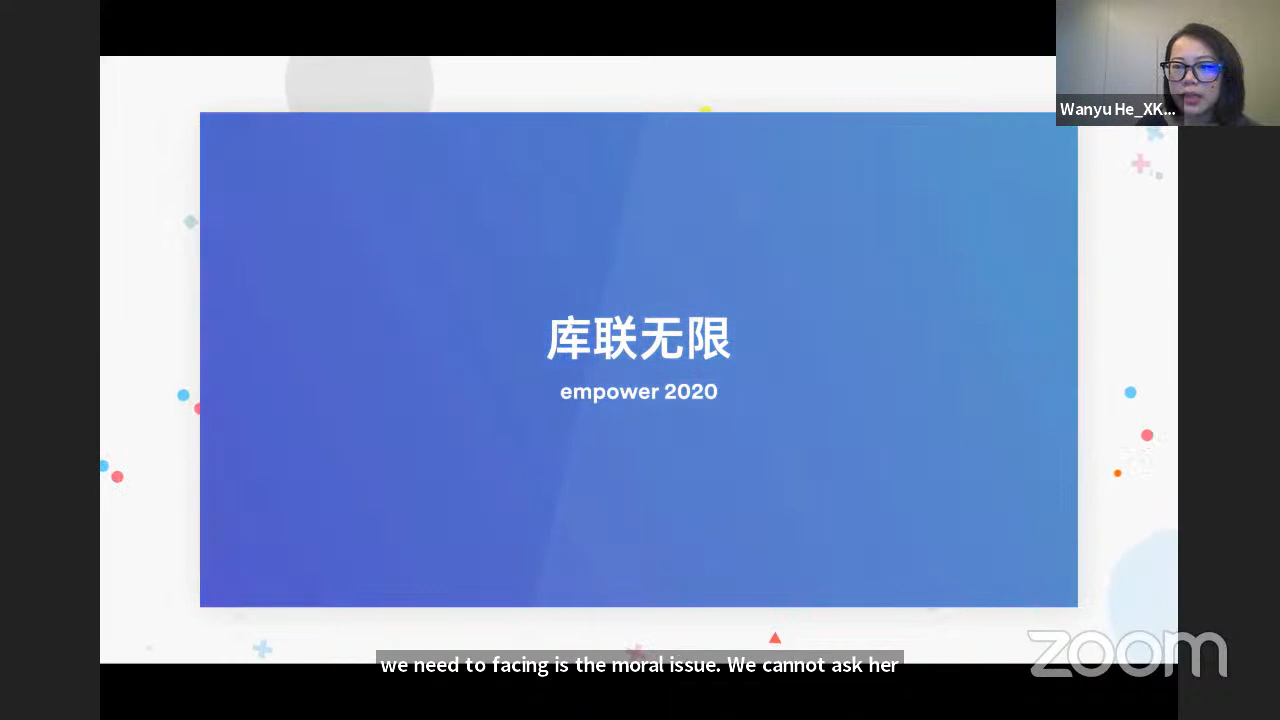 Wanyu He_XK...
库联无限
empower 2020
we need to facing is the moral issue. We cannot ask her
zoom